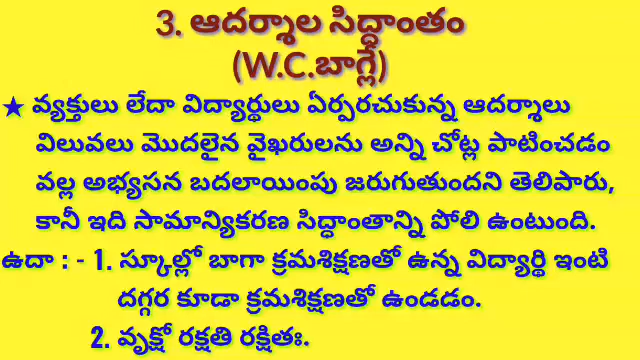 3. ఆదర్శాల సిద్ధాంతం
(W.C.బాగ్లే)
★ వ్యక్తులు లేదా విద్యార్థులు ఏర్పరచుకున్న ఆదర్శాలు
విలువలు మొదలైన వైఖరులను అన్ని చోట్ల పాటించడం
వల్ల అభ్యసన బదలాయింపు జరుగుతుందని తెలిపారు,
కానీ ఇది సామాన్యికరణ సిద్ధాంతాన్ని పోలి ఉంటుంది.
ఉదా : - 1. స్కూల్లో బాగా క్రమశిక్షణతో ఉన్న విద్యార్థి ఇంటి
దగ్గర కూడా క్రమశిక్షణతో ఉండడం.
2. వృక్షో రక్షతి రక్షితః.